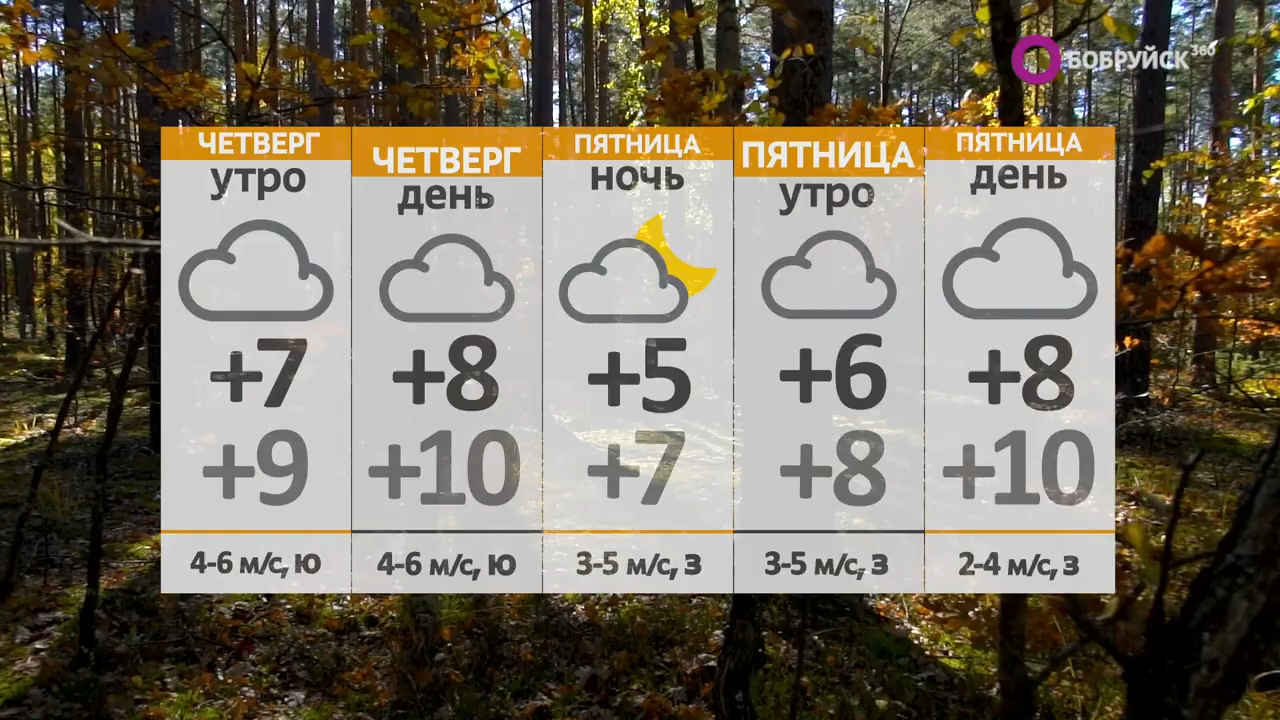 БОБРУЙСК 360
ЧЕТВЕРГ
утро
+7
+9
4-6 м/с, Ю
ЧЕТВЕРГ
день
+8
+10
4-6 м/с, Ю
ПЯТНИЦА
ночь
+5
+7
3-5 м/с, З
ПЯТНИЦА
утро
+6
+8
3-5 м/с, З
ПЯТНИЦА
день
+8
+10
2-4 м/с, З